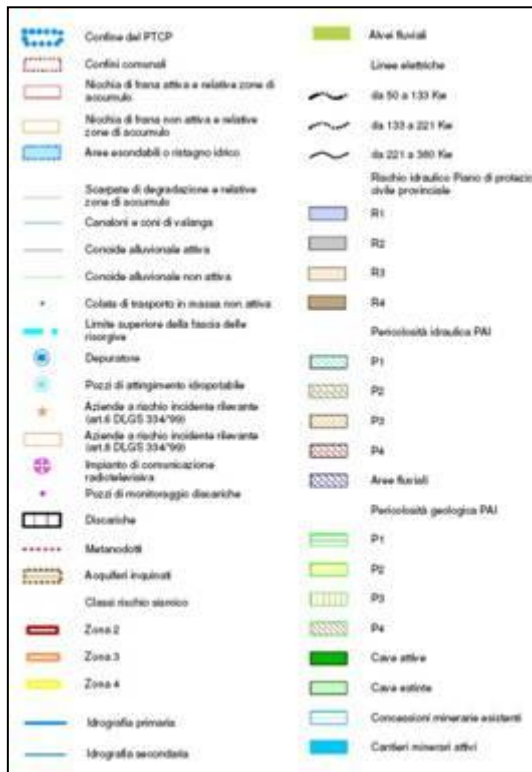 Confine del PTCP
Confini comunali
Nicchia di frana attiva e relative zone di
accumulo
Nicchia di frana non attiva e relative
zone di accumulo
Aree esondabili o ristagno idrico
Scarpate di degradazione e relative
zone di accumulo
Canaloni e coni di valanga
Conoide alluvionale attiva
Conoide alluvionale non attiva
Colate di trasporto in massa non attiva
Limite superiore della fascia delle
risorgive
Depuratore
Pozzi di attingimento idropotabile
Aziende a rischio incidente rilevante
(art.6 DLGS 334/'99)
Aziende a rischio incidente rilevante
(art.8 DLGS 334/'99)
Impianto di comunicazione
radiotelevisiva
Pozzi di monitoraggio discariche
Discariche
Metanodotti
Acquiferi inquinati
Classi rischio sismico
Zona 2
Zona 3
Zona 4
Idrografia primaria
Idrografia secondaria
Alvei fluviali
Linee elettriche
da 50 a 133 Kw
da 133 a 221 Kw
da 221 a 380 Kw
Rischio idraulico Piano di protezio
civile provinciale
R1
R2
R3
R4
Pericolosità idraulica PAI
P1
P2
P3
P4
Aree fluviali
Pericolosità geologica PAI
P1
P2
P3
P4
Cave attive
Cave estinte
Concessioni minerarie esistenti
Cantieri minerari attivi